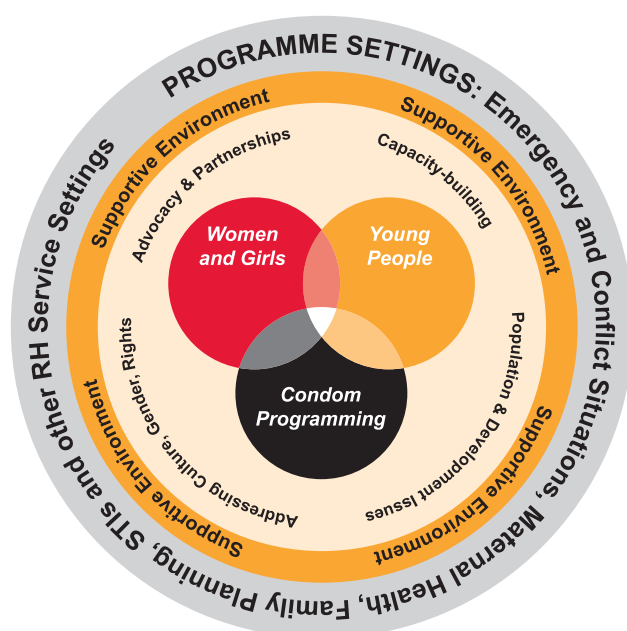 PROGRAMME SETTINGS: Emergency and Conflict Situations, Maternal Health, Family Planning, STIs and other RH Service Settings
Supportive Environment
Supportive Environment
Supportive Environment
Supportive Environment
Advocacy & Partnerships
Capacity-building
Population & Development Issues
Addressing Culture, Gender, Rights
Women
and Girls
Young
People
Condom
Programming